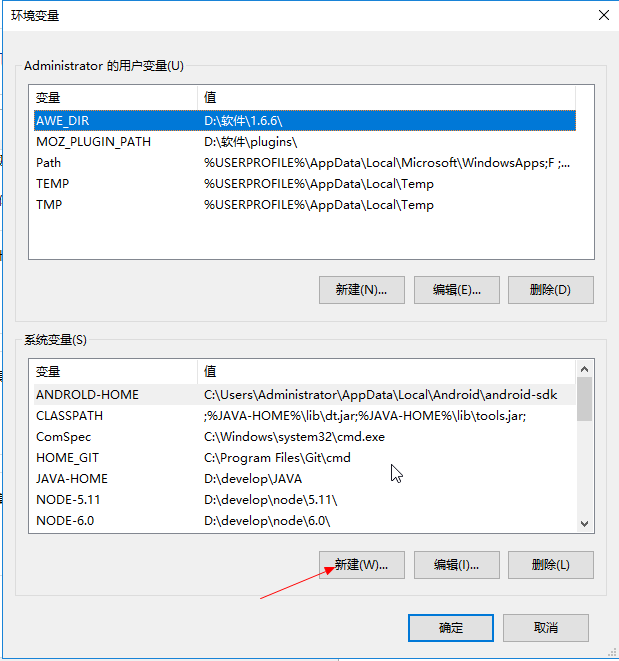 环境变量
Administrator 的用户变量(U)
变量 值
AWE_DIR D:\软件\1.6.6\
MOZ_PLUGIN_PATH D:\软件\plugins\
Path %USERPROFILE%\AppData\Local\Microsoft\WindowsApps;F ;...
TEMP %USERPROFILE%\AppData\Local\Temp
TMP %USERPROFILE%\AppData\Local\Temp
新建(N)... 编辑(E)... 删除(D)
系统变量(S)
变量 值
ANDROLD-HOME C:\Users\Administrator\AppData\Local\Android\android-sdk
CLASSPATH ;%JAVA-HOME%\lib\dt.jar;%JAVA-HOME%\lib\tools.jar;
ComSpec C:\Windows\system32\cmd.exe
HOME_GIT C:\Program Files\Git\cmd
JAVA-HOME D:\develop\JAVA
NODE-5.11 D:\develop\node\5.11\
NODE-6.0 D:\develop\node\6.0\
新建(W)... 编辑(I)... 删除(L)
确定 取消